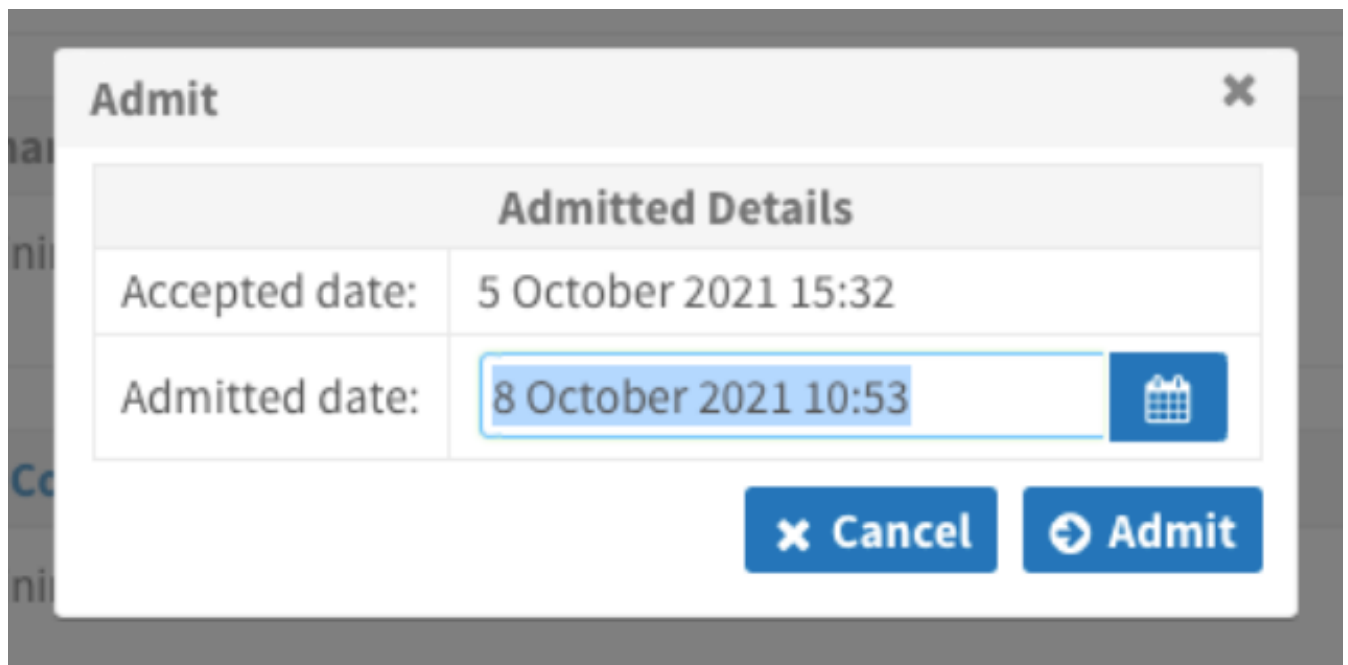 Admit
Admitted Details
Accepted date: 5 October 2021 15:32
Admitted date: 8 October 2021 10:53
Cancel Admit